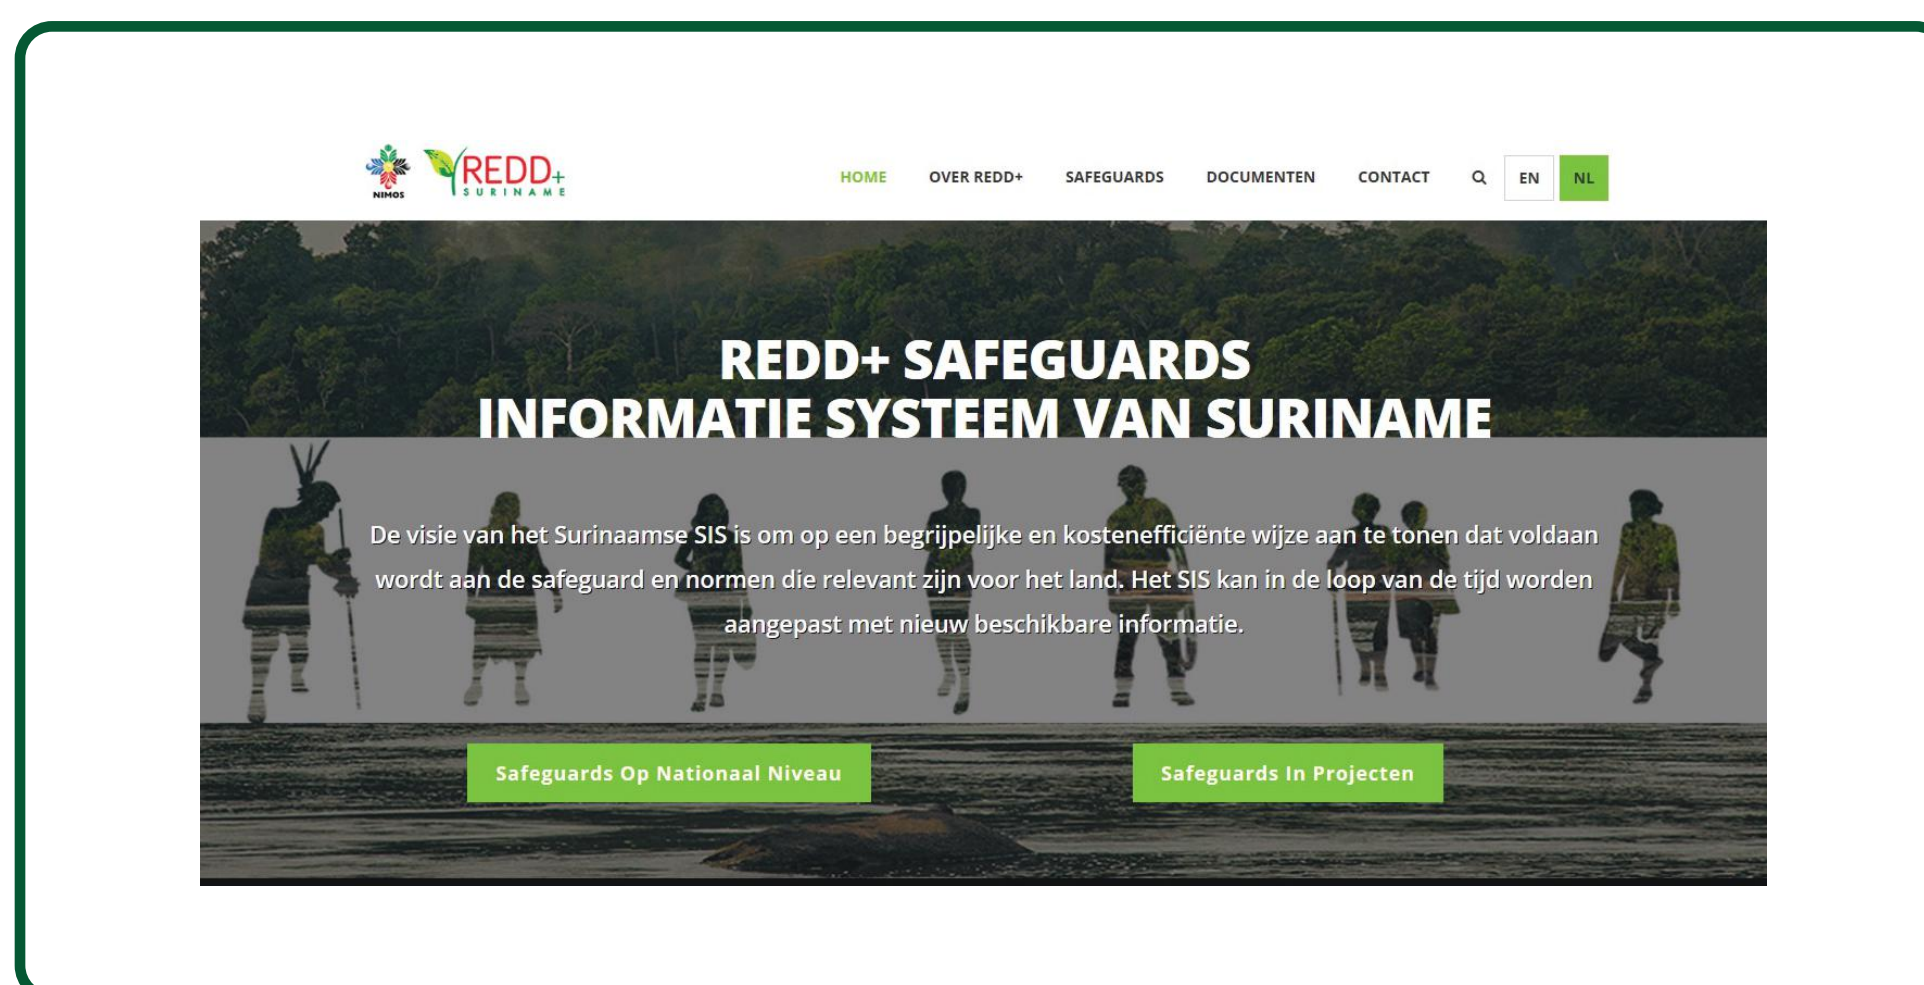 NIMOS
REDD+
SURINAME
HOME OVER REDD+ SAFEGUARDS DOCUMENTEN CONTACT EN NL
REDD+ SAFEGUARDS
INFORMATIE SYSTEEM VAN SURINAME
De visie van het Surinaamse SIS is om op een begrijpelijke en kostenefficiënte wijze aan te tonen dat voldaan
wordt aan de safeguard en normen die relevant zijn voor het land. Het SIS kan in de loop van de tijd worden
aangepast met nieuw beschikbare informatie.
Safeguards Op Nationaal Niveau
Safeguards In Projecten